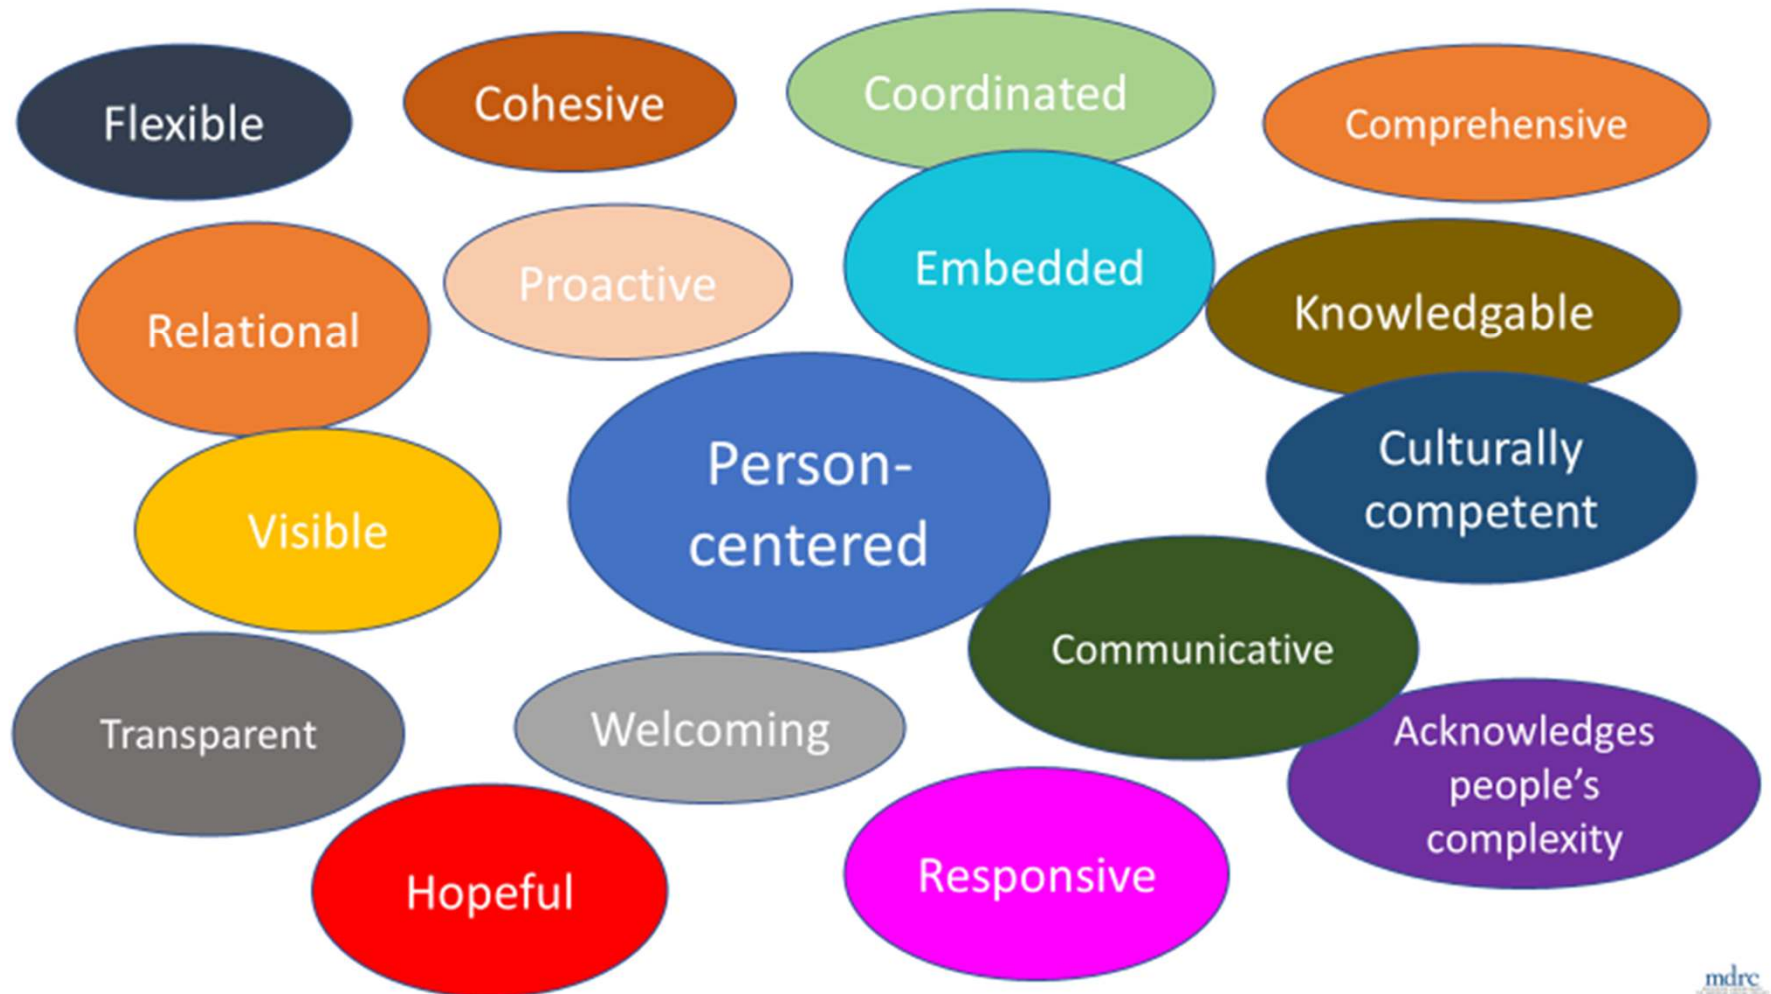 Flexible
Cohesive
Coordinated
Comprehensive
Relational
Proactive
Embedded
Knowledgable
Visible
Person-
centered
Culturally
competent
Transparent
Welcoming
Communicative
Acknowledges
people’s
complexity
Hopeful
Responsive
mdrc